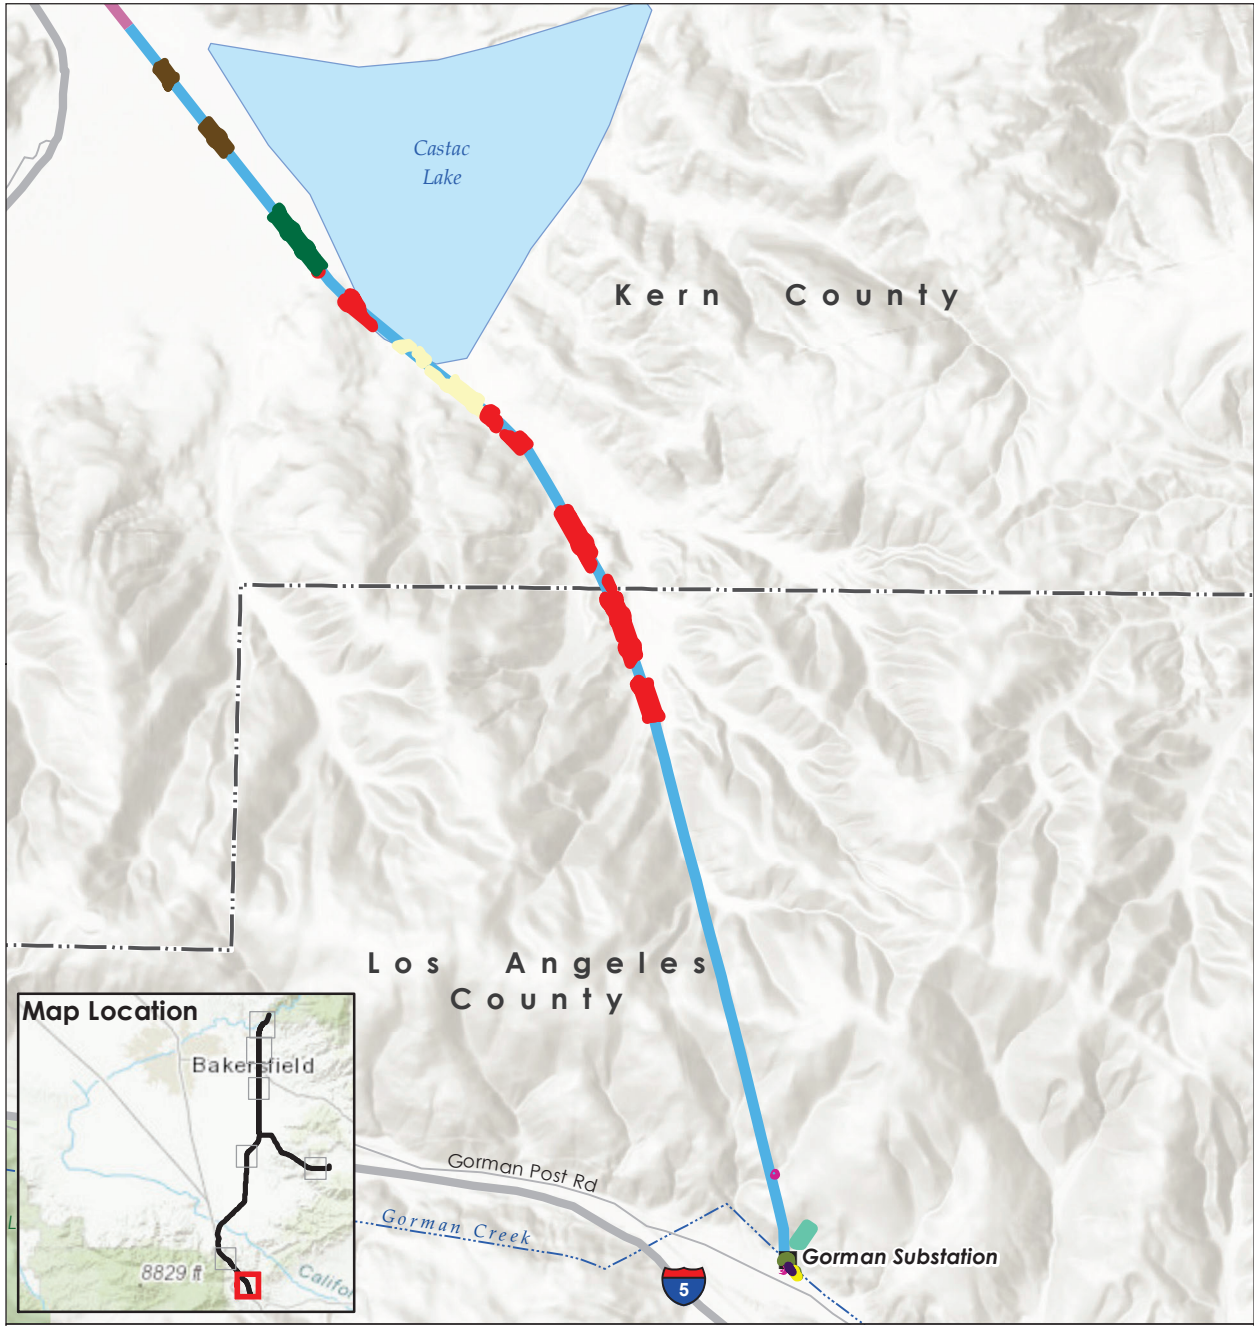 Castac
Lake
Kern County
Los Angeles
County
Map Location
Bakersfield
8829 ft
Gorman Post Rd
Gorman Creek
Gorman Substation
5